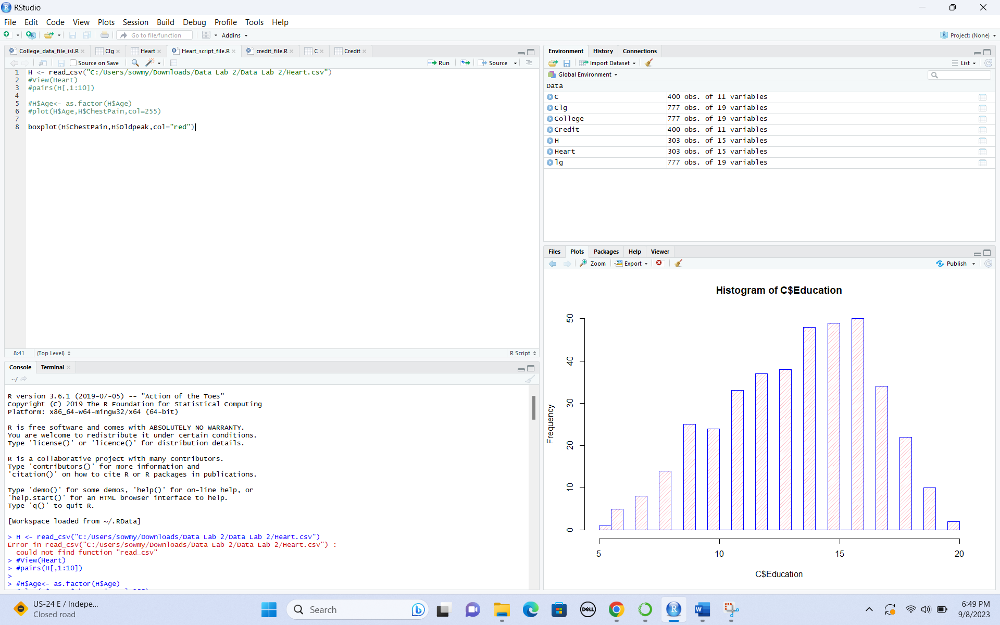 RStudio
File Edit Code View Plots Session Build Debug Profile Tools Help
Go to file/function Addins Project: (None)
College_data_file_isl.R Clg Heart Heart_script_file.R credit_file.R C Credit
Source on Save Run Source
1 H <- read_csv("C:/Users/sowmy/Downloads/Data Lab 2/Data Lab 2/Heart.csv")
2 #View(Heart)
3 #pairs(H[,1:10])
4
5 #H$Age<- as.factor(H$Age)
6 #plot(H$Age,H$ChestPain,col=255)
7
8 boxplot(H$ChestPain,H$Oldpeak,col="red")
8:41 (Top Level) R Script
Console Terminal
~/
R version 3.6.1 (2019-07-05) -- "Action of the Toes"
Copyright (C) 2019 The R Foundation for Statistical Computing
Platform: x86_64-w64-mingw32/x64 (64-bit)
R is free software and comes with ABSOLUTELY NO WARRANTY.
You are welcome to redistribute it under certain conditions.
Type 'license()' or 'licence()' for distribution details.
R is a collaborative project with many contributors.
Type 'contributors()' for more information and
'citation()' on how to cite R or R packages in publications.
Type 'demo()' for some demos, 'help()' for on-line help, or
'help.start()' for an HTML browser interface to help.
Type 'q()' to quit R.
[Workspace loaded from ~/.RData]
> H <- read_csv("C:/Users/sowmy/Downloads/Data Lab 2/Data Lab 2/Heart.csv")
Error in read_csv("C:/Users/sowmy/Downloads/Data Lab 2/Data Lab 2/Heart.csv") :
could not find function "read_csv"
> #View(Heart)
> #pairs(H[,1:10])
>
> #H$Age<- as.factor(H$Age)
Environment History Connections
Import Dataset List
Global Environment
Data
C 400 obs. of 11 variables
Clg 777 obs. of 19 variables
College 777 obs. of 19 variables
Credit 400 obs. of 11 variables
H 303 obs. of 15 variables
Heart 303 obs. of 15 variables
lg 777 obs. of 19 variables
Files Plots Packages Help Viewer
Zoom Export Publish
Histogram of C$Education
Frequency
50
40
30
20
10
0
5 10 15 20
C$Education
US-24 E / Indepe...
Closed road
Search
DELL
R
W
6:49 PM
9/8/2023